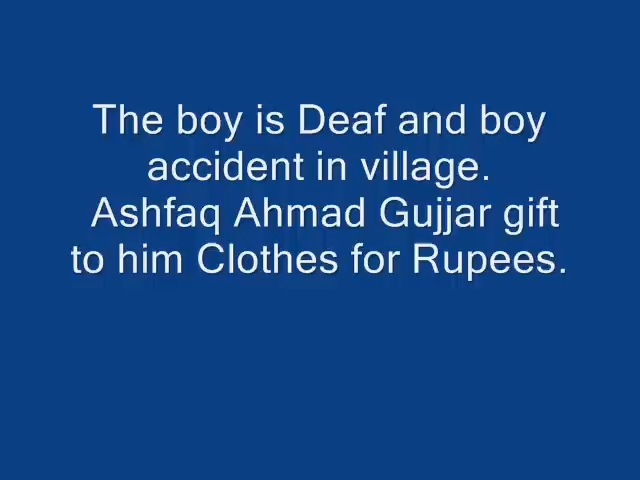 The boy is Deaf and boy
accident in village.
Ashfaq Ahmad Gujjar gift
to him Clothes for Rupees.